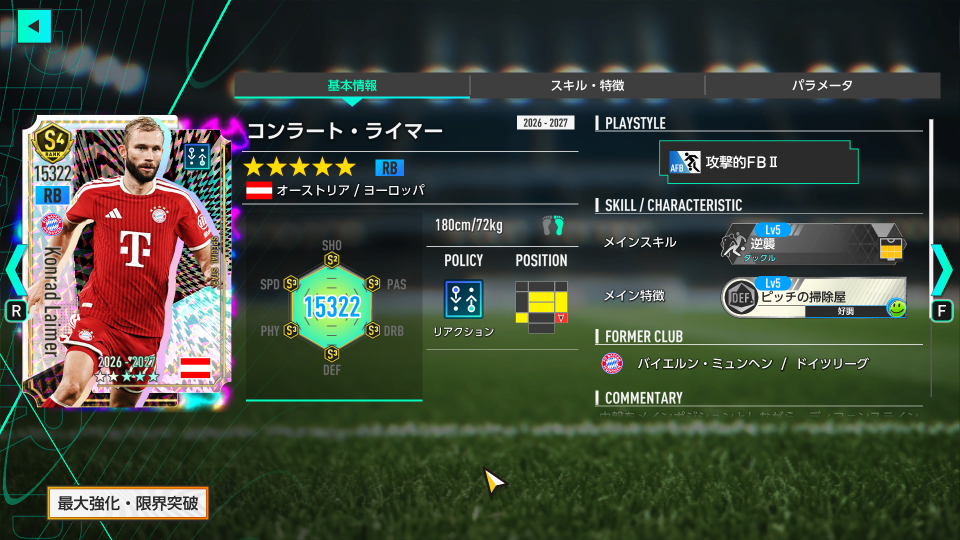 基本情報
スキル・特徴
パラメータ
S4
RANK
15322
RB
T
Konrad Laimer
2026 - 2027
コンラート・ライマー
2026 - 2027
RB
オーストリア / ヨーロッパ
SHO
S3
SPD S3
S3 PAS
15322
PHY S3
S3 DRB
S3
DEF
180cm/72kg
POLICY
POSITION
リアクション
PLAYSTYLE
AFB 攻撃的FBⅡ
SKILL / CHARACTERISTIC
メインスキル
Lv5
逆襲
タックル
メイン特徴
Lv5
DEF. ピッチの掃除屋
好調
FORMER CLUB
バイエルン・ミュンヘン / ドイツリーグ
COMMENTARY
R
F
最大強化・限界突破